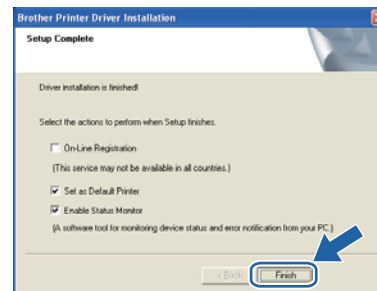 Brother Printer Driver Installation
Setup Complete
Driver installation is finished!
Select the actions to perform when Setup finishes.
On-Line Registration
(This service may not be available in all countries.)
Set as Default Printer
Enable Status Monitor
(A software tool for monitoring device status and error notification from your PC.)
< Back Finish